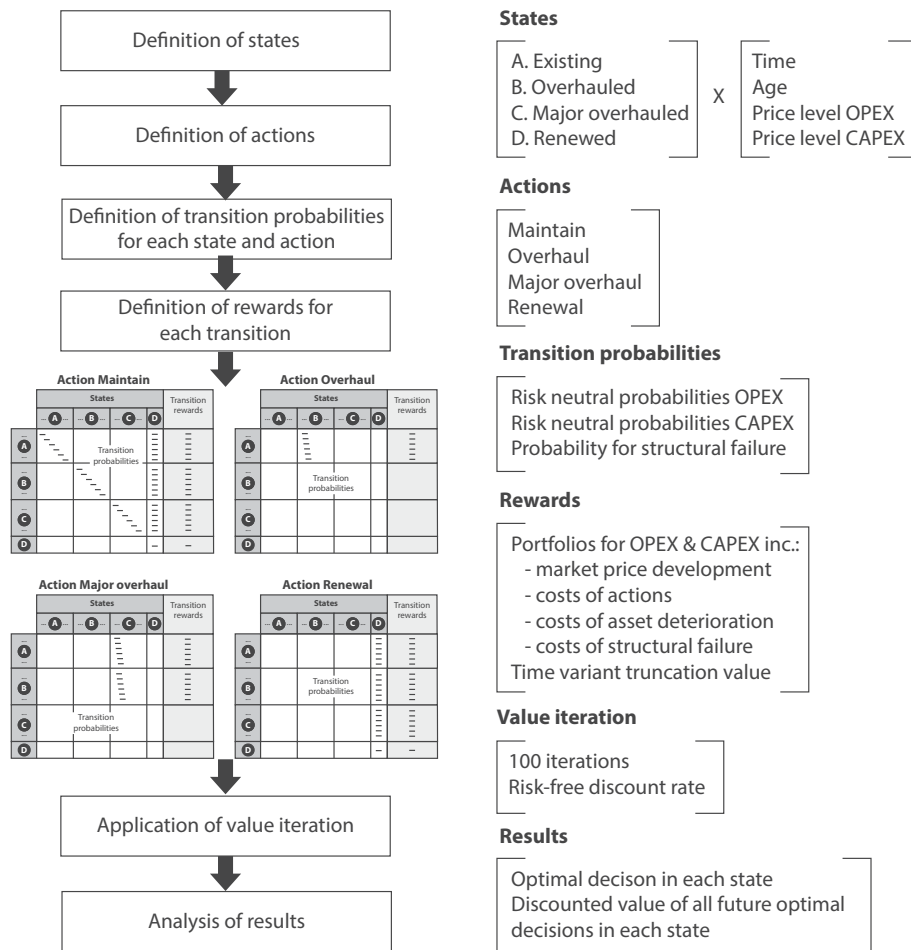 Definition of states
Definition of actions
Definition of transition probabilities
for each state and action
Definition of rewards for
each transition
Action Maintain
States
Transition
rewards
... A ... ... B ... ... C ... D
... A ...
... B ...
... C ...
D
Transition
probabilities
Action Overhaul
States
Transition
rewards
... A ... ... B ... ... C ... D
... A ...
... B ...
... C ...
D
Transition
probabilities
Action Major overhaul
States
Transition
rewards
... A ... ... B ... ... C ... D
... A ...
... B ...
... C ...
D
Transition
probabilities
Action Renewal
States
Transition
rewards
... A ... ... B ... ... C ... D
... A ...
... B ...
... C ...
D
Transition
probabilities
Application of value iteration
Analysis of results
States
A. Existing
B. Overhauled
C. Major overhauled
D. Renewed
X
Time
Age
Price level OPEX
Price level CAPEX
Actions
Maintain
Overhaul
Major overhaul
Renewal
Transition probabilities
Risk neutral probabilities OPEX
Risk neutral probabilities CAPEX
Probability for structural failure
Rewards
Portfolios for OPEX & CAPEX inc.:
- market price development
- costs of actions
- costs of asset deterioration
- costs of structural failure
Time variant truncation value
Value iteration
100 iterations
Risk-free discount rate
Results
Optimal decison in each state
Discounted value of all future optimal
decisions in each state